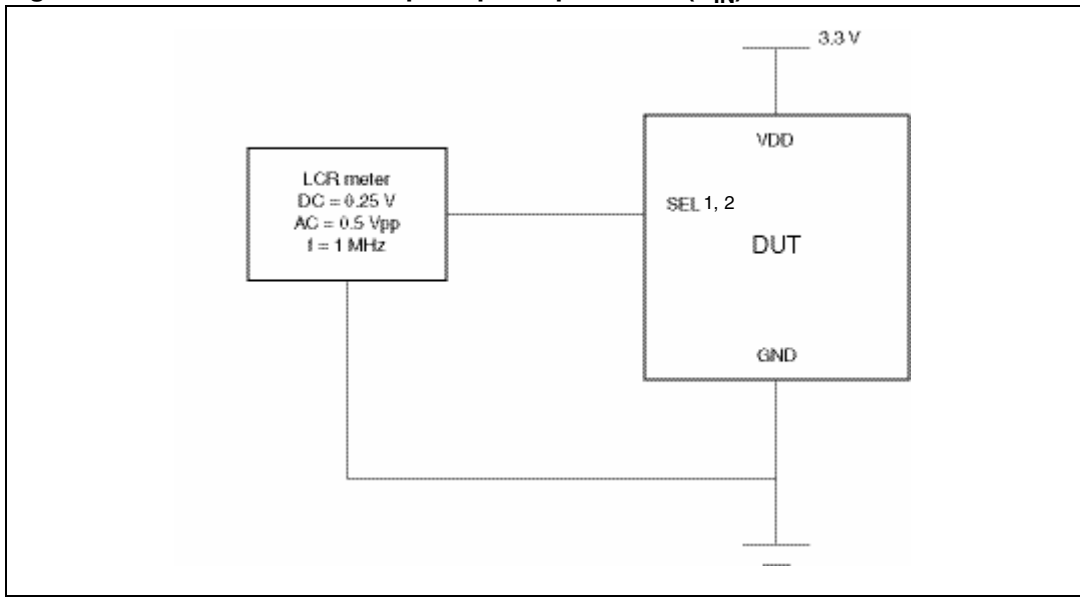 3.3 V
VDD
LCR meter
DC = 0.25 V
AC = 0.5 Vpp
f = 1 MHz
SEL 1, 2
DUT
GND